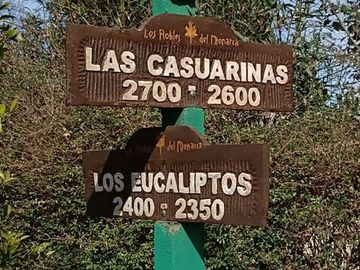 Los Robles del Monarca
LAS CASUARINAS
2700 - 2600
del Monarca
LOS EUCALIPTOS
2400 - 2350